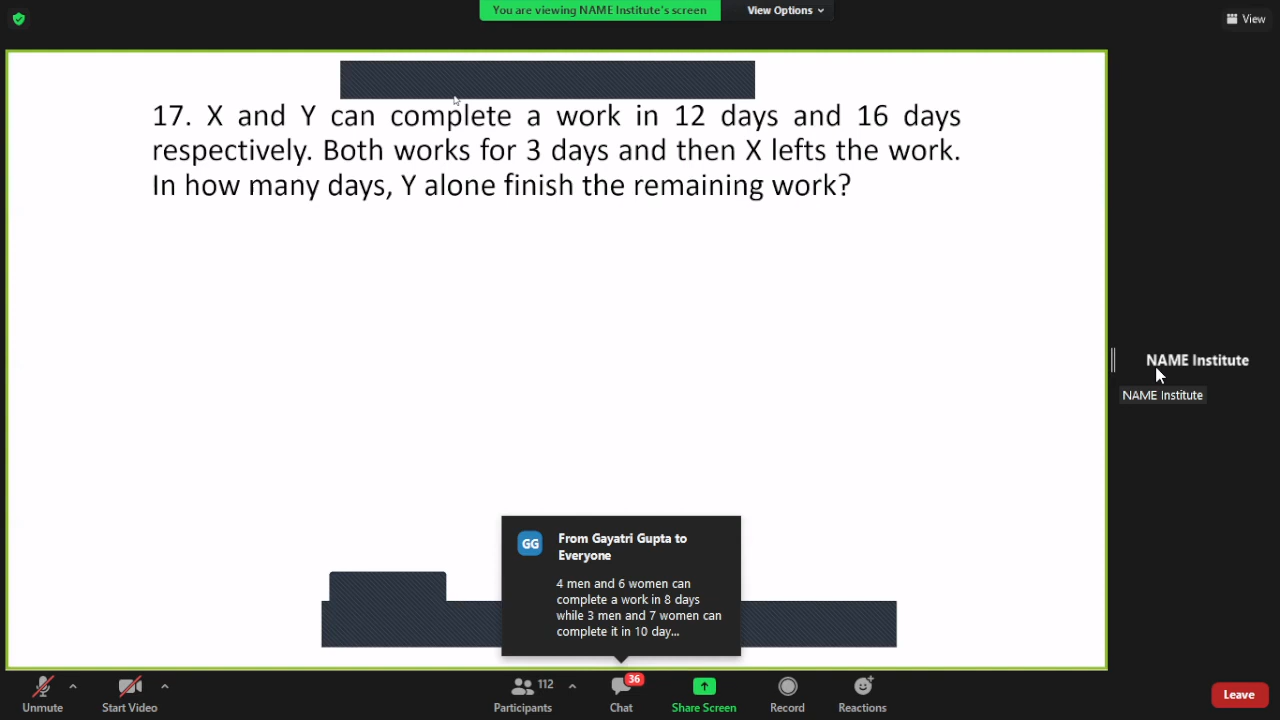 You are viewing NAME Institute's screen
View Options
View
17. X and Y can complete a work in 12 days and 16 days
respectively. Both works for 3 days and then X lefts the work.
In how many days, Y alone finish the remaining work?
NAME Institute
NAME Institute
GG
From Gayatri Gupta to
Everyone
4 men and 6 women can
complete a work in 8 days
while 3 men and 7 women can
complete it in 10 day...
Unmute
Start Video
112
Participants
36
Chat
Share Screen
Record
Reactions
Leave